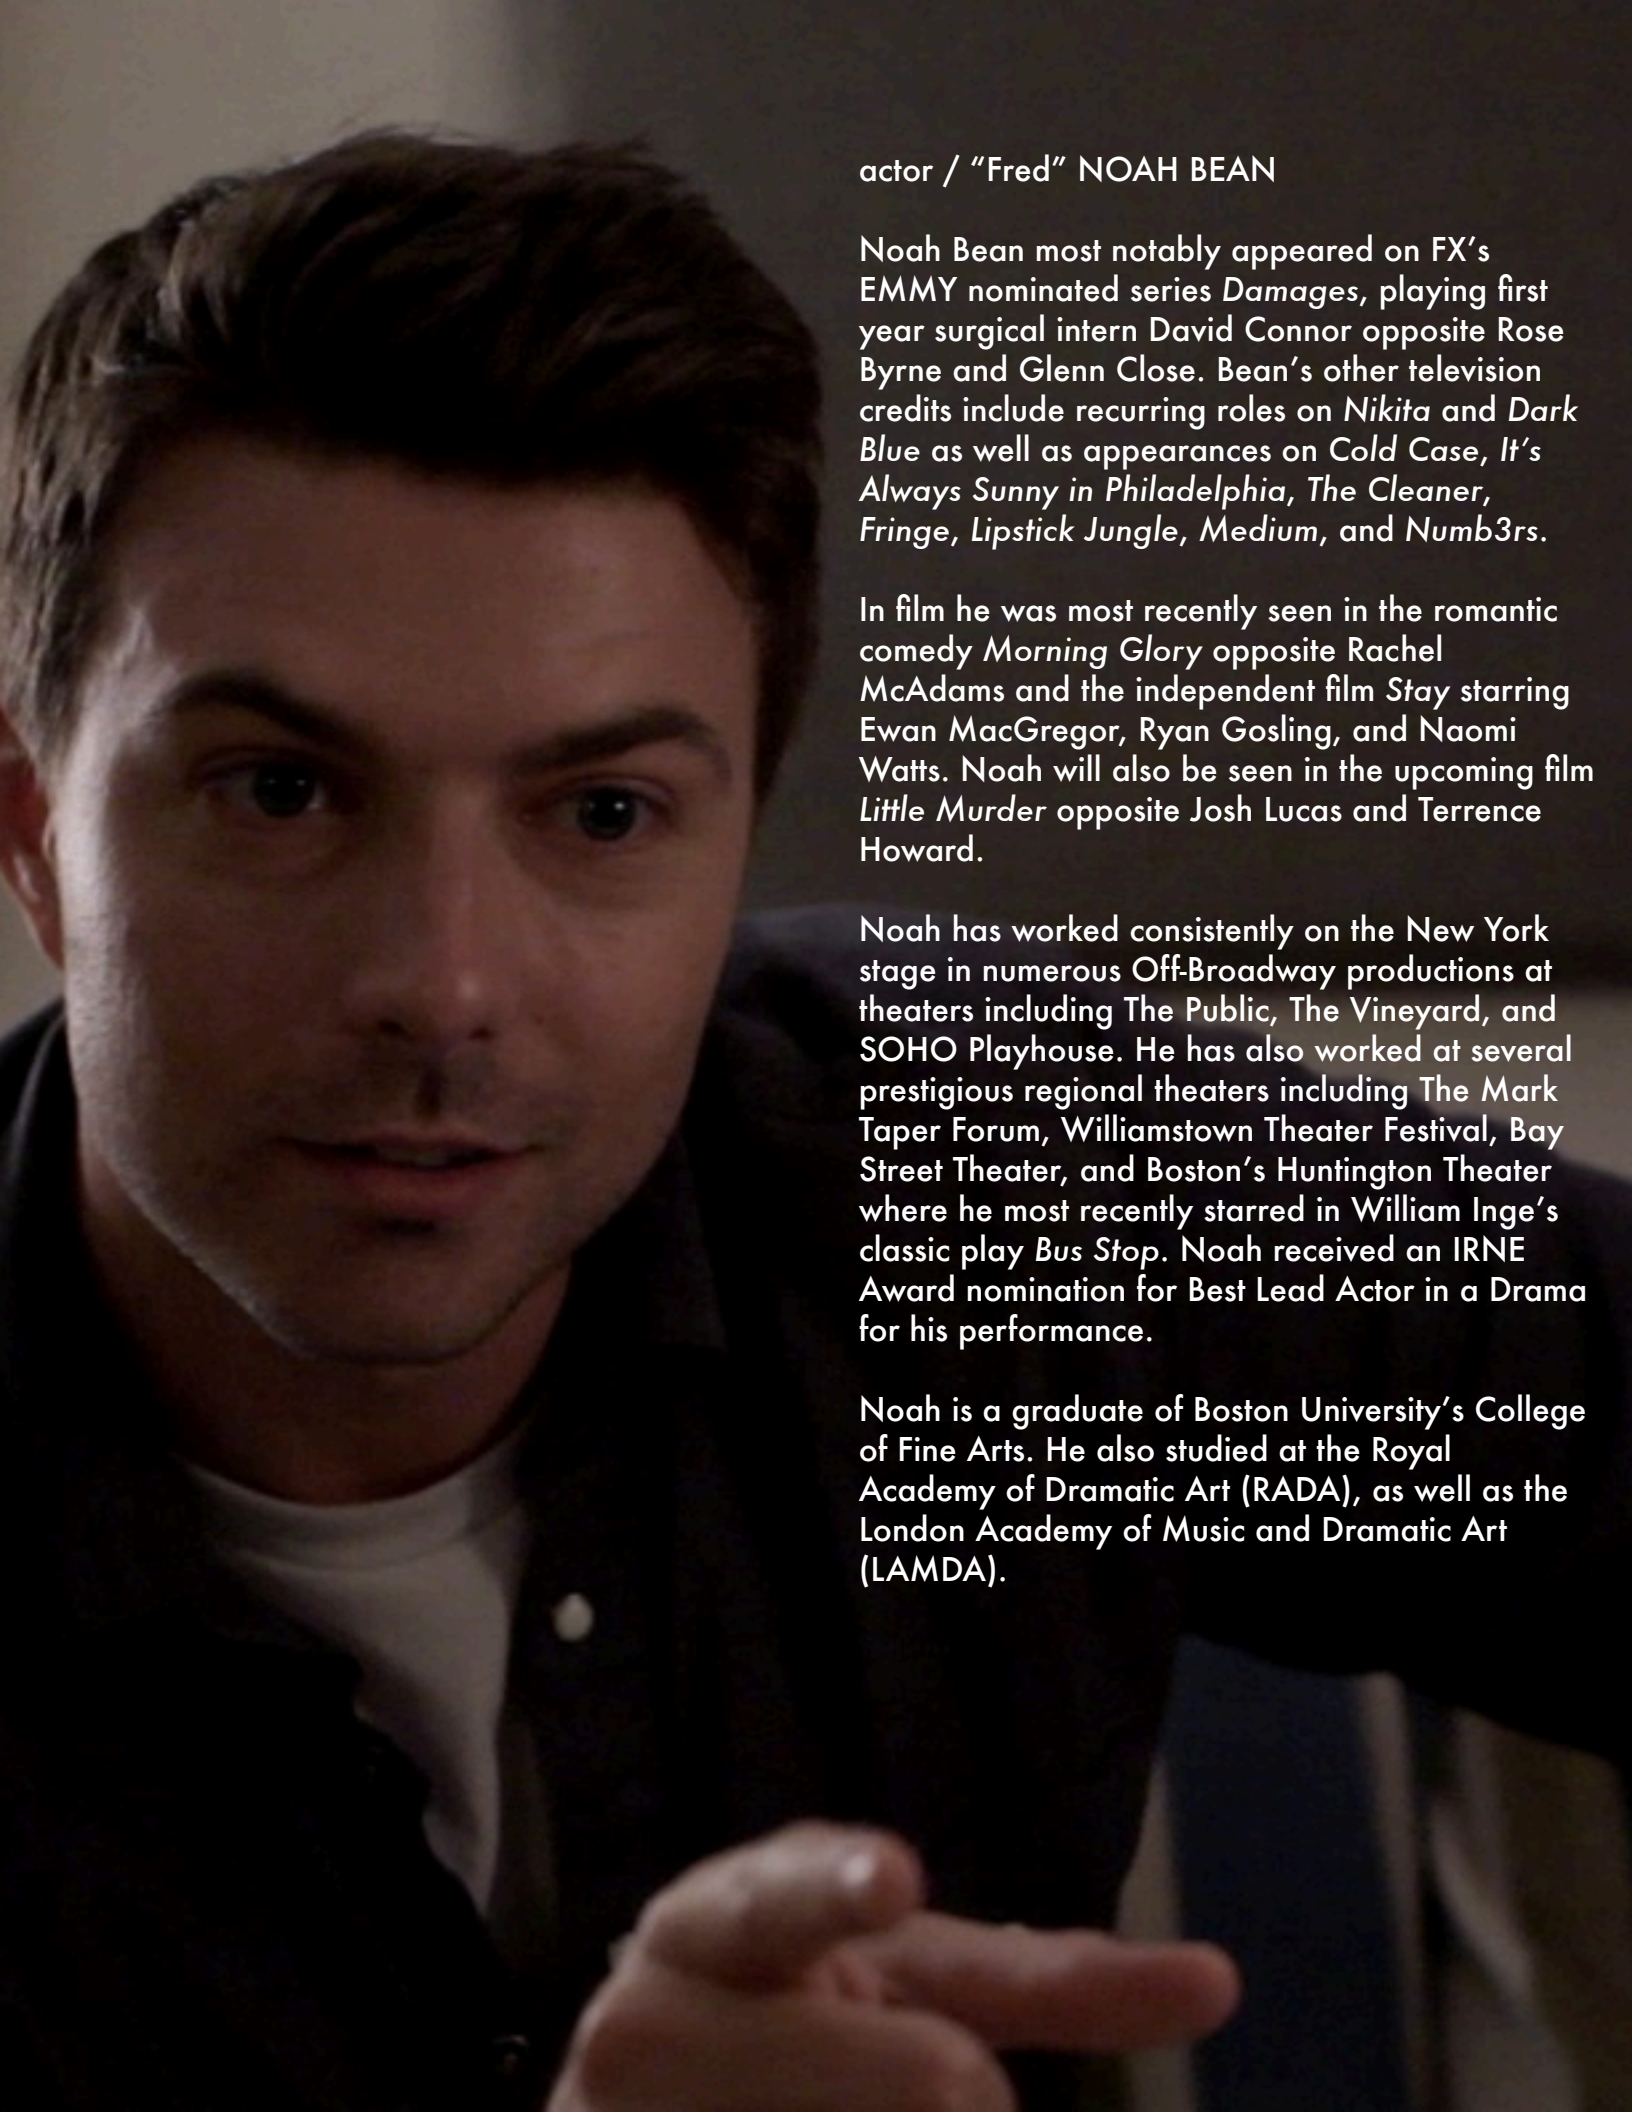 actor / “Fred” NOAH BEAN
Noah Bean most notably appeared on FX’s
EMMY nominated series Damages, playing first
year surgical intern David Connor opposite Rose
Byrne and Glenn Close. Bean’s other television
credits include recurring roles on Nikita and Dark
Blue as well as appearances on Cold Case, It’s
Always Sunny in Philadelphia, The Cleaner,
Fringe, Lipstick Jungle, Medium, and Numb3rs.
In film he was most recently seen in the romantic
comedy Morning Glory opposite Rachel
McAdams and the independent film Stay starring
Ewan MacGregor, Ryan Gosling, and Naomi
Watts. Noah will also be seen in the upcoming film
Little Murder opposite Josh Lucas and Terrence
Howard.
Noah has worked consistently on the New York
stage in numerous Off-Broadway productions at
theaters including The Public, The Vineyard, and
SOHO Playhouse. He has also worked at several
prestigious regional theaters including The Mark
Taper Forum, Williamstown Theater Festival, Bay
Street Theater, and Boston’s Huntington Theater
where he most recently starred in William Inge’s
classic play Bus Stop. Noah received an IRNE
Award nomination for Best Lead Actor in a Drama
for his performance.
Noah is a graduate of Boston University’s College
of Fine Arts. He also studied at the Royal
Academy of Dramatic Art (RADA), as well as the
London Academy of Music and Dramatic Art
(LAMDA).